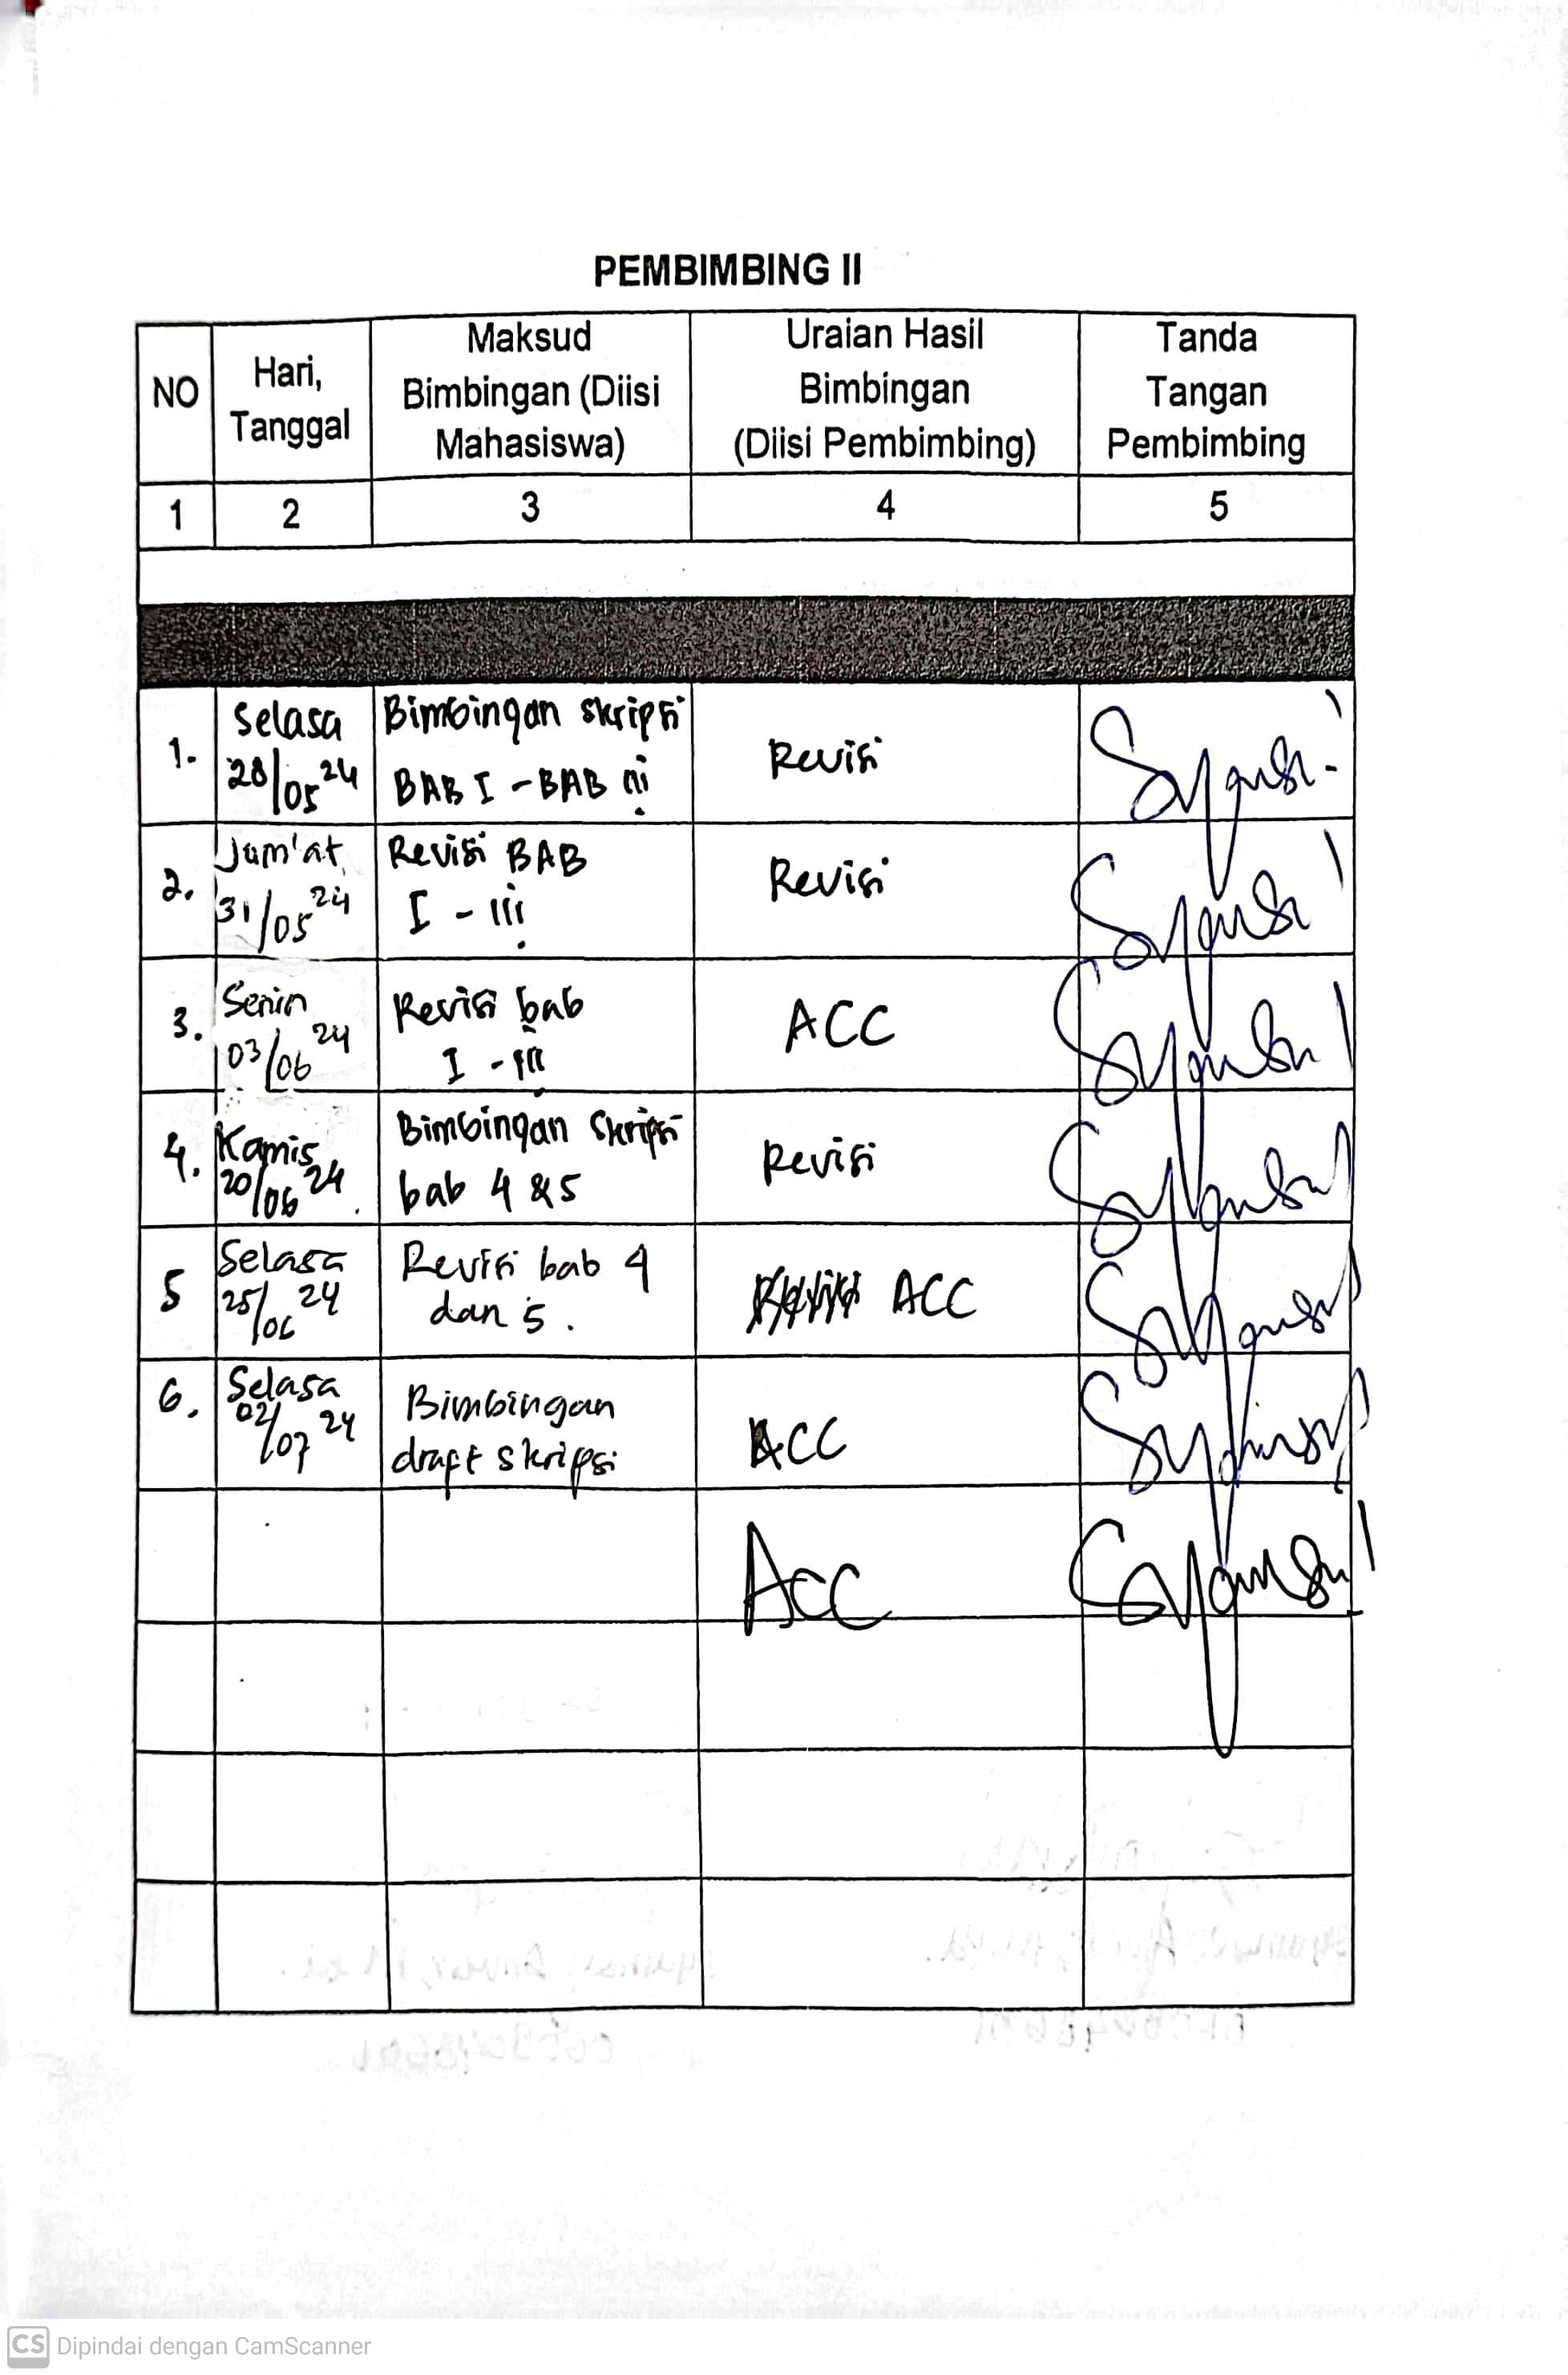 PEMBIMBING II
NO
Hari,
Tanggal
Maksud
Bimbingan (Diisi
Mahasiswa)
Uraian Hasil
Bimbingan
(Diisi Pembimbing)
Tanda
Tangan
Pembimbing
1 2 3 4 5
1.
Selasa
28/05 24
Bimbingan skripsi
BAB I - BAB iii
Revisi
2.
Jum'at
31/05 24
Revisi BAB
I - iii
Revisi
3.
Senin
03/06 24
Revisi bab
I - iii
ACC
4.
Kamis
20/06 24.
Bimbingan Skripsi
bab 4 & 5
Revisi
5
Selasa
25/06 24
Revisi bab 4
dan 5.
ACC
6.
Selasa
02/07 24
Bimbingan
draft skripsi
ACC
ACC
CS Dipindai dengan CamScanner